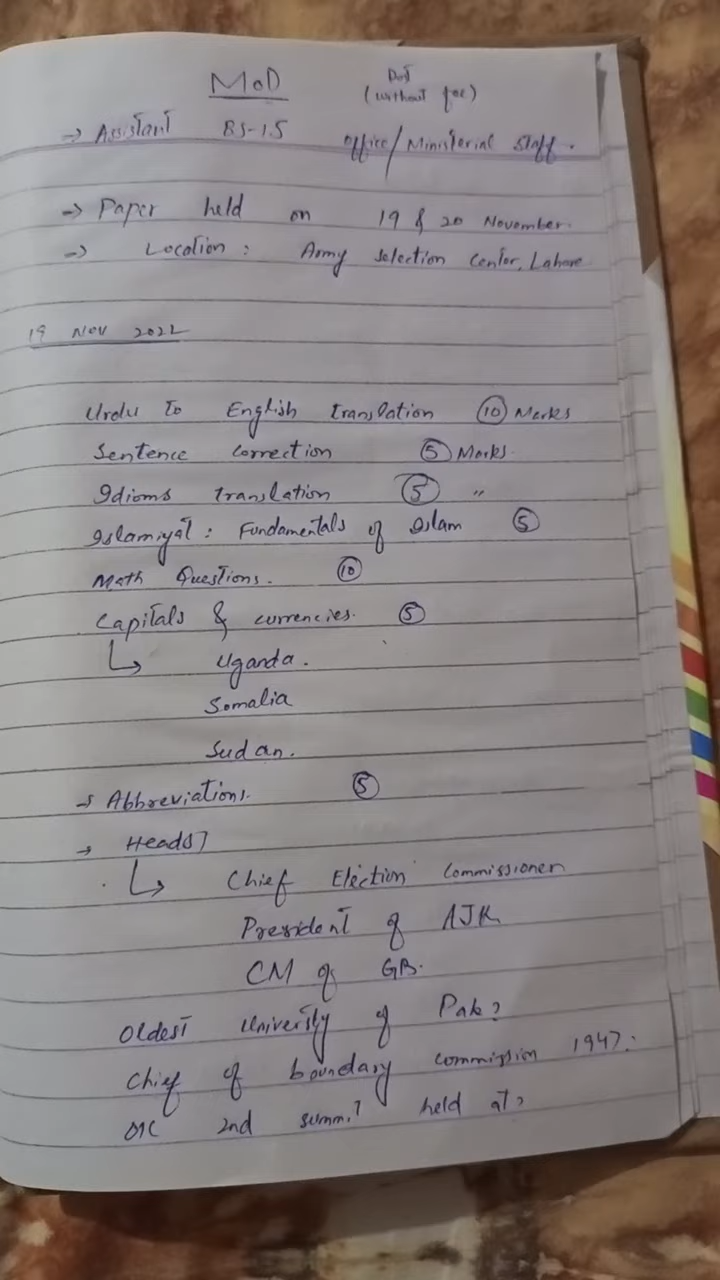 MoD
(without fee)
→ Assistant BS-15 Office/Ministerial Staff.
→ Paper held on 19 & 20 November.
→ Location: Army Selection Center, Lahore
19 Nov 2022
Urdu to English translation (10) Marks
Sentence correction (5) Marks.
Idioms translation (5) "
Islamiyat: Fundamentals of Islam (5)
Math Questions. (10)
Capitals & currencies. (5)
↳ Uganda.
Somalia
Sudan.
→ Abbreviations. (5)
→ Heads?
↳ Chief Election Commissioner
President of AJK
CM of GB.
Oldest University of Pak?
Chief of boundary commission 1947.
OIC 2nd summit held at?